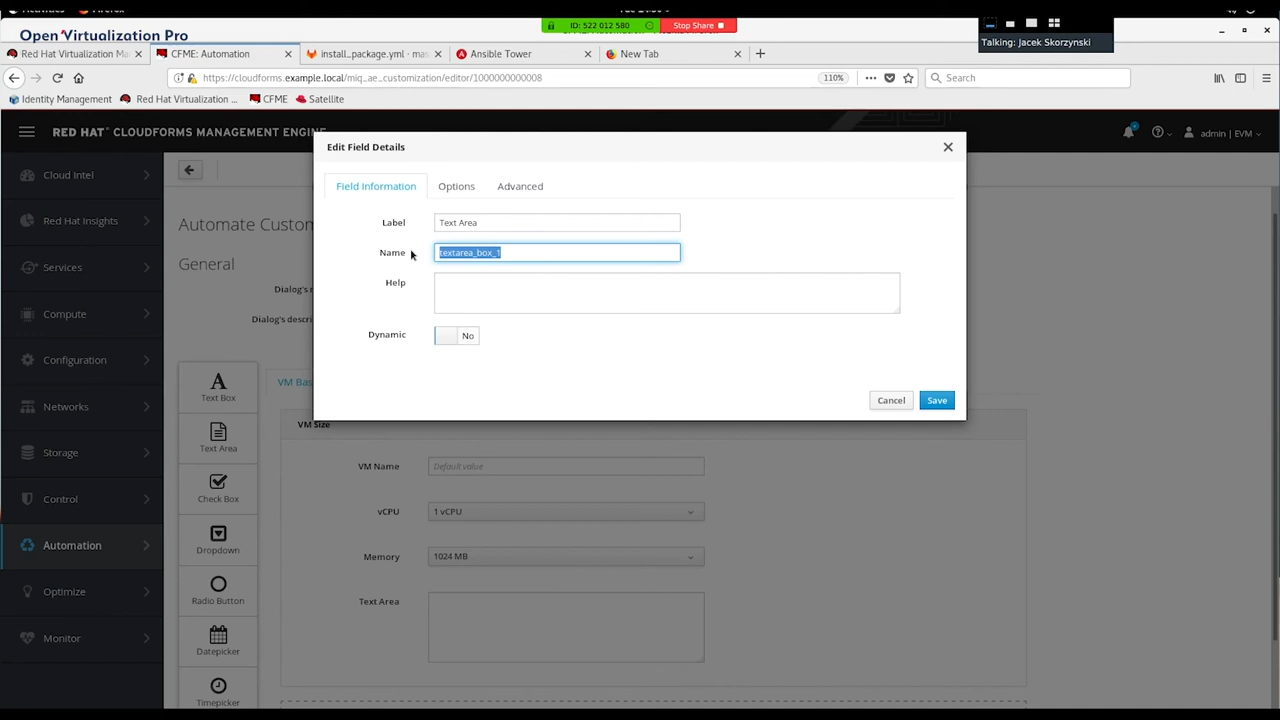 ID: 522 012 580
Stop Share
Open Virtualization Pro
Talking: Jacek Skorzynski
Red Hat Virtualization Ma
CFME: Automation
install_package.yml · mas
Ansible Tower
New Tab
https://cloudforms.example.local/miq_ae_customization/editor/1000000000008
110%
Search
Identity Management
Red Hat Virtualization ...
CFME
Satellite
RED HAT® CLOUDFORMS MANAGEMENT ENGINE
admin | EVM
Edit Field Details
Field Information
Options
Advanced
Label
Text Area
Name
textarea_box_1
Help
Dynamic
No
Cancel
Save
Cloud Intel
Red Hat Insights
Services
Compute
Configuration
Networks
Storage
Control
Automation
Optimize
Monitor
Automate Custom
General
Dialog's
Dialog's descri
A
Text Box
Text Area
Check Box
Dropdown
Radio Button
Datepicker
Timepicker
VM Bas
VM Size
VM Name
Default value
vCPU
1 vCPU
Memory
1024 MB
Text Area